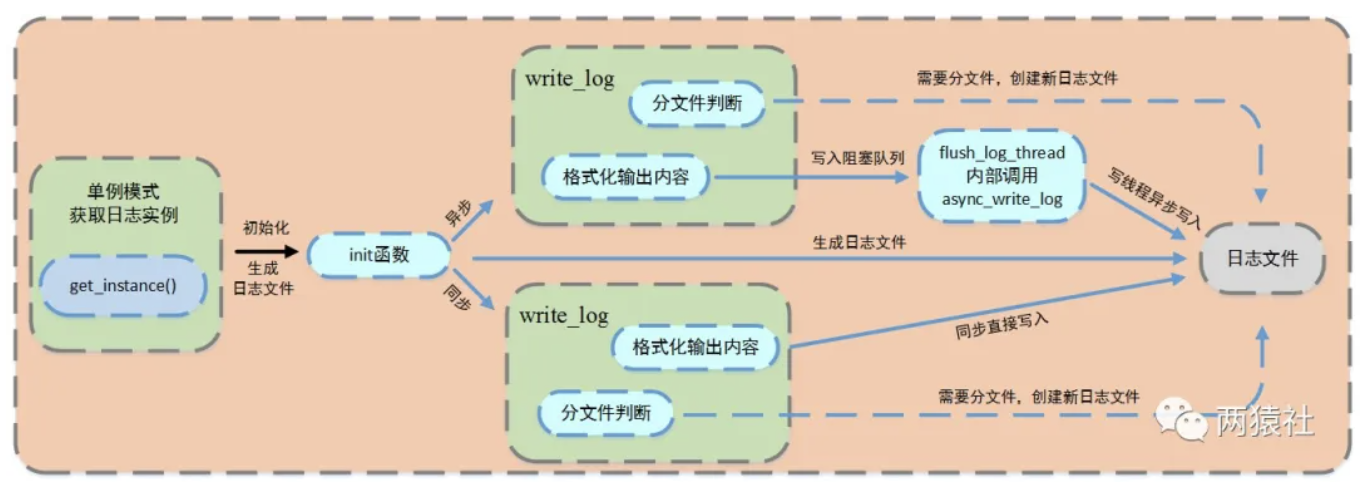 单例模式
获取日志实例
get_instance()
初始化
生成
日志文件
init函数
异步
同步
write_log
分文件判断
格式化输出内容
需要分文件，创建新日志文件
写入阻塞队列
flush_log_thread
内部调用
async_write_log
写线程异步写入
生成日志文件
日志文件
write_log
格式化输出内容
分文件判断
同步直接写入
需要分文件，创建新日志文件
两猿社